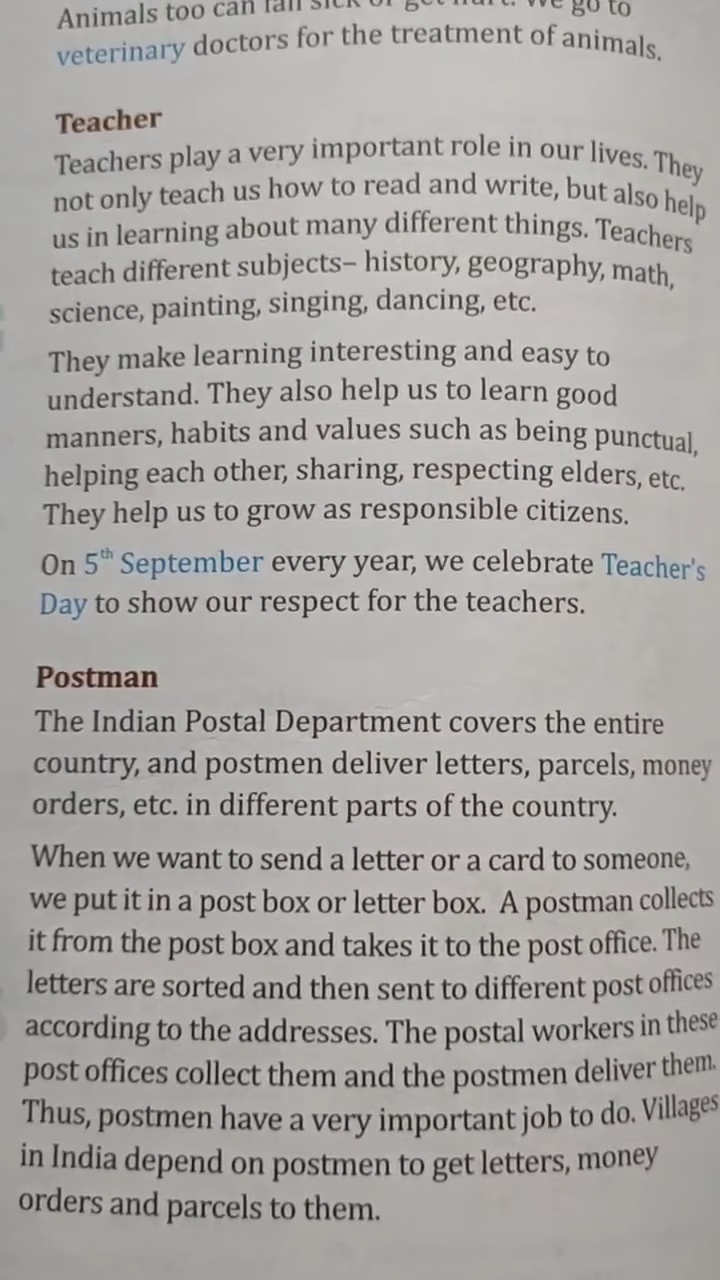 Animals too can fall sick or get hurt. We go to
veterinary doctors for the treatment of animals.
Teacher
Teachers play a very important role in our lives. They
not only teach us how to read and write, but also help
us in learning about many different things. Teachers
teach different subjects– history, geography, math,
science, painting, singing, dancing, etc.
They make learning interesting and easy to
understand. They also help us to learn good
manners, habits and values such as being punctual,
helping each other, sharing, respecting elders, etc.
They help us to grow as responsible citizens.
On 5th September every year, we celebrate Teacher's
Day to show our respect for the teachers.
Postman
The Indian Postal Department covers the entire
country, and postmen deliver letters, parcels, money
orders, etc. in different parts of the country.
When we want to send a letter or a card to someone,
we put it in a post box or letter box. A postman collects
it from the post box and takes it to the post office. The
letters are sorted and then sent to different post offices
according to the addresses. The postal workers in these
post offices collect them and the postmen deliver them.
Thus, postmen have a very important job to do. Villages
in India depend on postmen to get letters, money
orders and parcels to them.